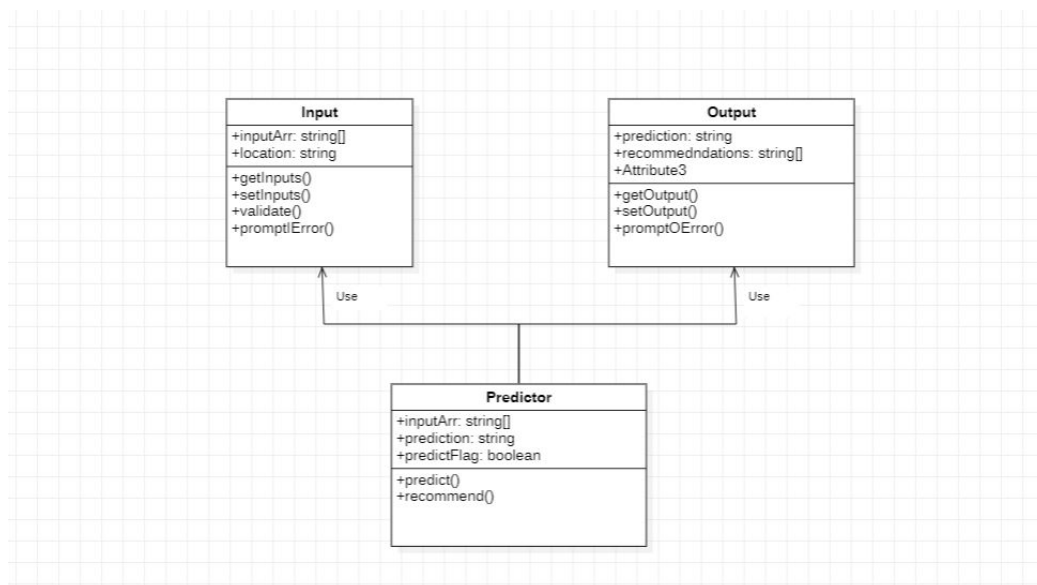 Input
+inputArr: string[]
+location: string
+getInputs()
+setInputs()
+validate()
+promptIError()
Output
+prediction: string
+recommedndations: string[]
+Attribute3
+getOutput()
+setOutput()
+promptOError()
Use
Use
Predictor
+inputArr: string[]
+prediction: string
+predictFlag: boolean
+predict()
+recommend()